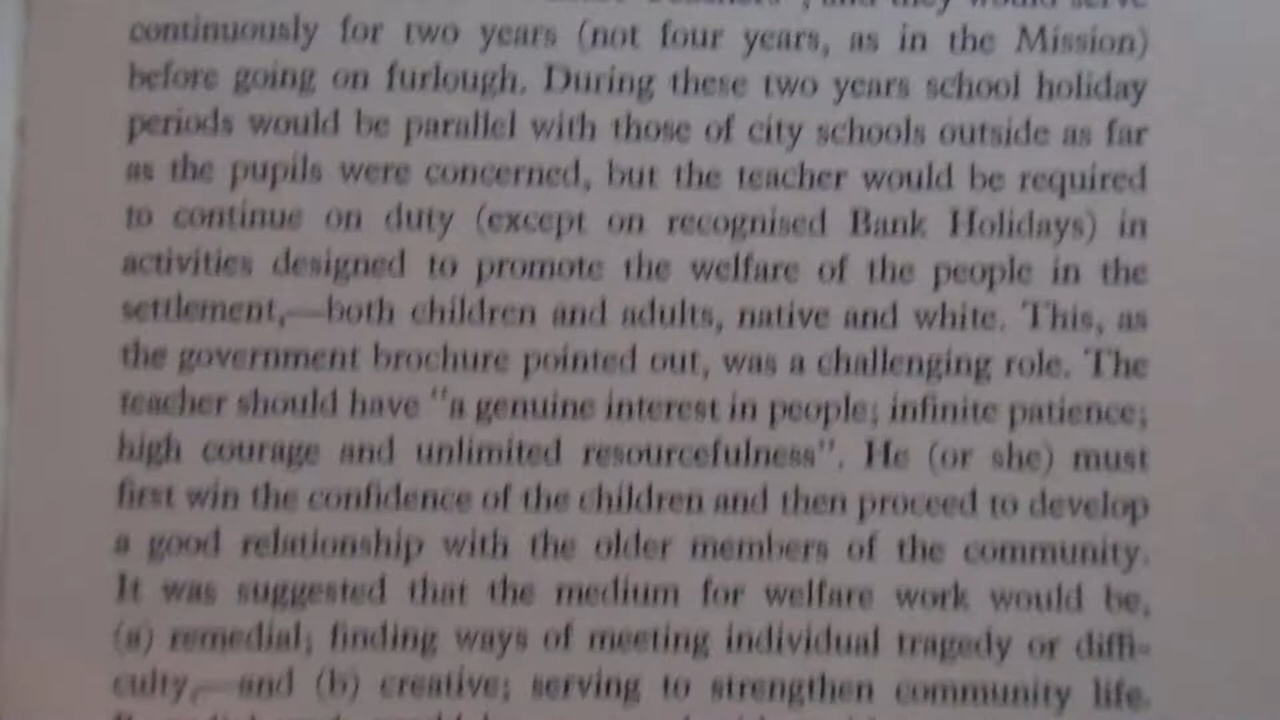 Teachers", and they would serve
continuously for two years (not four years, as in the Mission)
before going on furlough. During these two years school holiday
periods would be parallel with those of city schools outside as far
as the pupils were concerned, but the teacher would be required
to continue on duty (except on recognised Bank Holidays) in
activities designed to promote the welfare of the people in the
settlement,—both children and adults, native and white. This, as
the government brochure pointed out, was a challenging role. The
teacher should have "a genuine interest in people; infinite patience;
high courage and unlimited resourcefulness". He (or she) must
first win the confidence of the children and then proceed to develop
a good relationship with the older members of the community.
It was suggested that the medium for welfare work would be,
(a) remedial; finding ways of meeting individual tragedy or diffi-
culty,—and (b) creative; serving to strengthen community life.